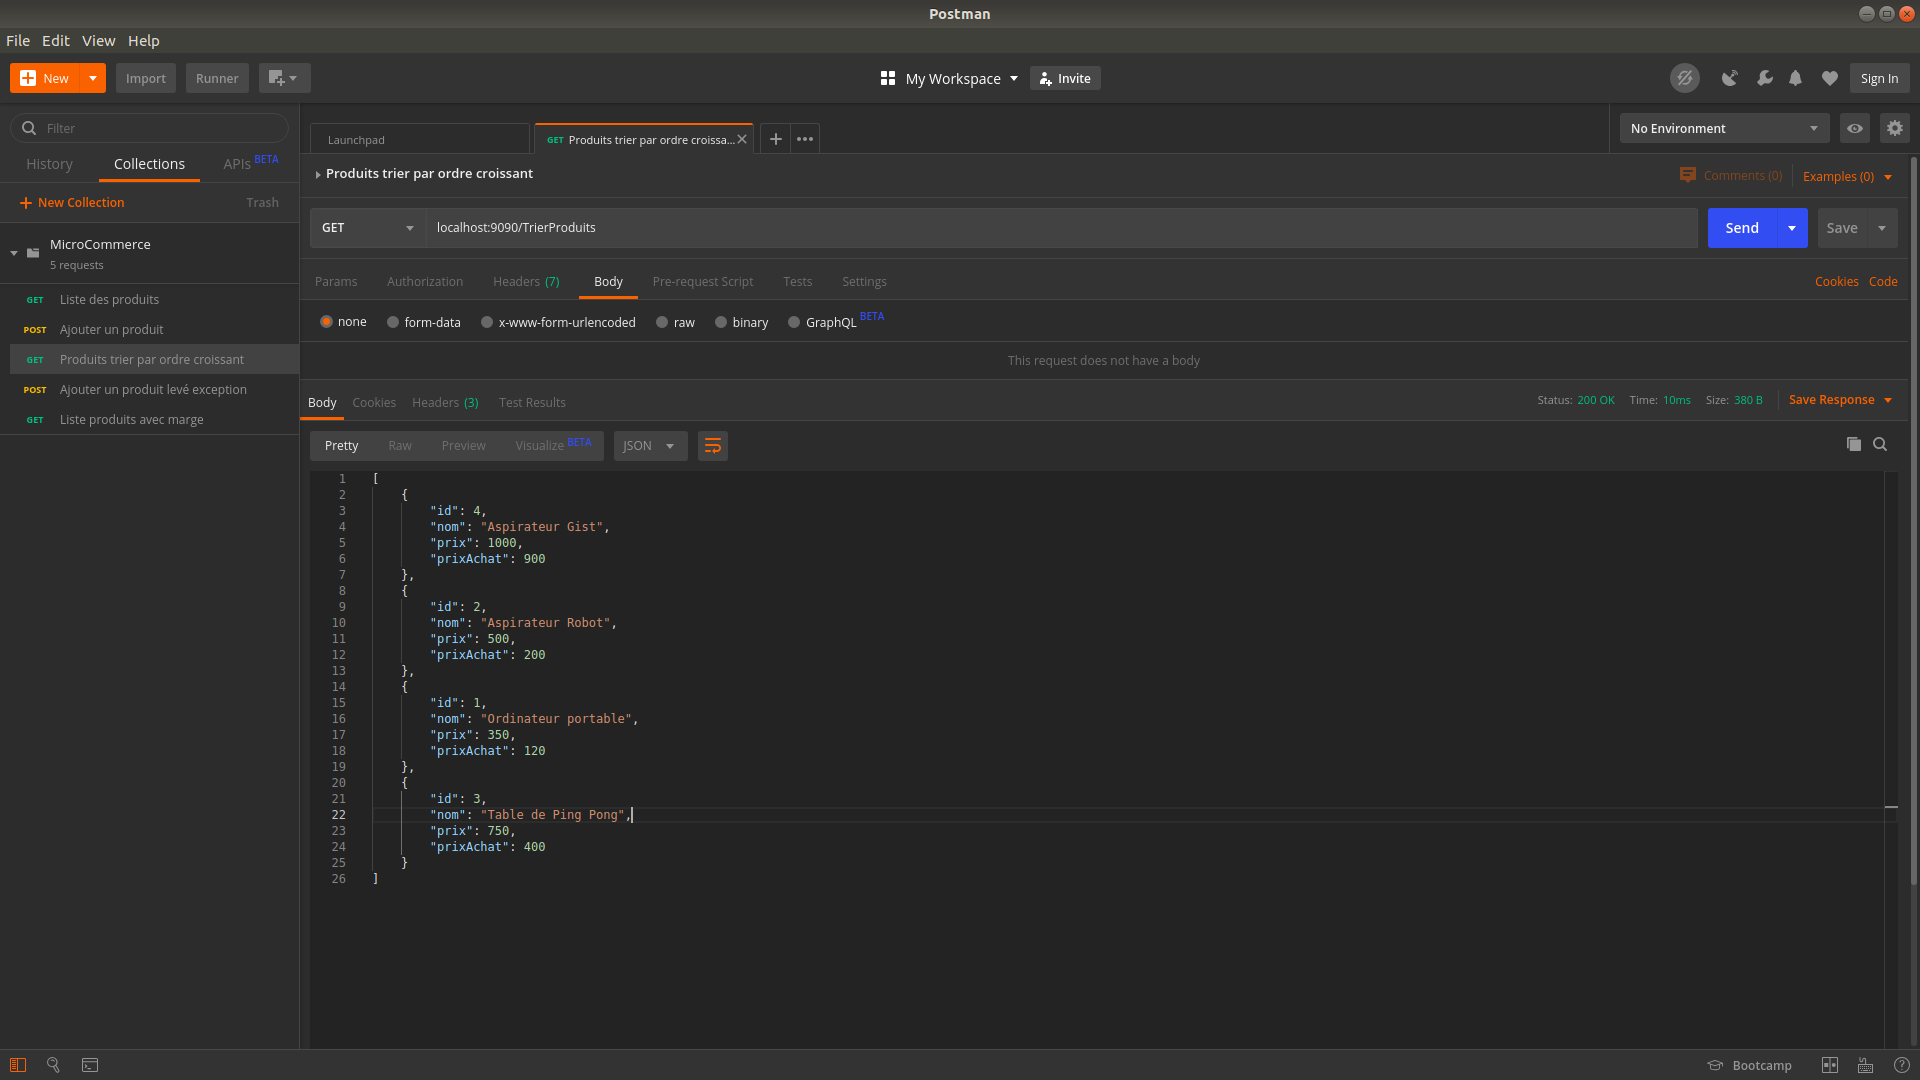 Postman
File Edit View Help
New Import Runner My Workspace Invite Sign In
Filter
History Collections APIs BETA
New Collection Trash
MicroCommerce
5 requests
GET Liste des produits
POST Ajouter un produit
GET Produits trier par ordre croissant
POST Ajouter un produit levé exception
GET Liste produits avec marge
Launchpad GET Produits trier par ordre croissa... No Environment
Produits trier par ordre croissant Comments (0) Examples (0)
GET localhost:9090/TrierProduits Send Save
Params Authorization Headers (7) Body Pre-request Script Tests Settings Cookies Code
none form-data x-www-form-urlencoded raw binary GraphQL BETA
This request does not have a body
Body Cookies Headers (3) Test Results Status: 200 OK Time: 10ms Size: 380 B Save Response
Pretty Raw Preview Visualize BETA JSON
1 [
2 {
3 "id": 4,
4 "nom": "Aspirateur Gist",
5 "prix": 1000,
6 "prixAchat": 900
7 },
8 {
9 "id": 2,
10 "nom": "Aspirateur Robot",
11 "prix": 500,
12 "prixAchat": 200
13 },
14 {
15 "id": 1,
16 "nom": "Ordinateur portable",
17 "prix": 350,
18 "prixAchat": 120
19 },
20 {
21 "id": 3,
22 "nom": "Table de Ping Pong",
23 "prix": 750,
24 "prixAchat": 400
25 }
26 ]
Bootcamp